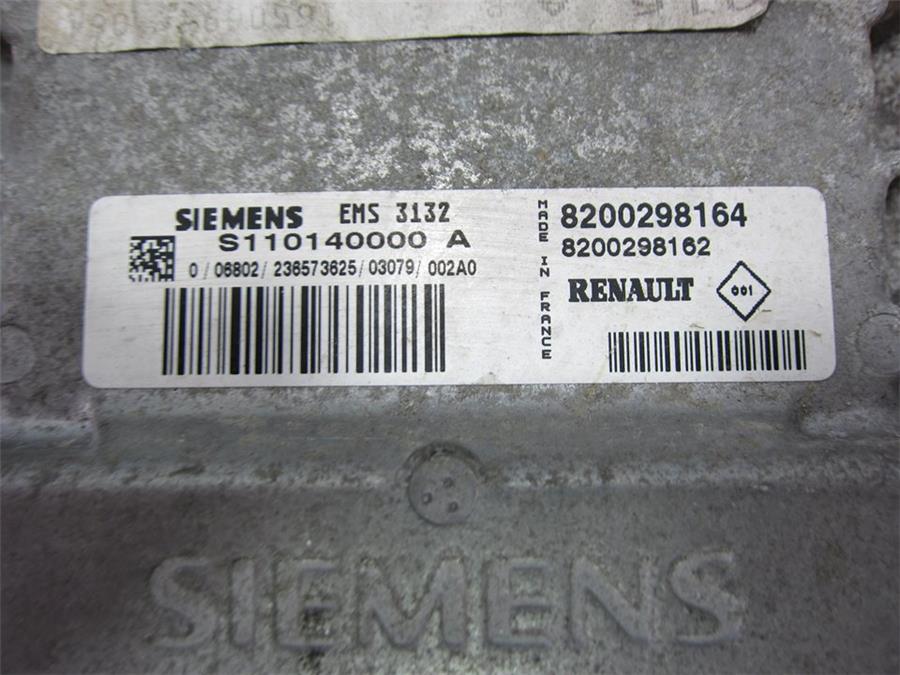 SIEMENS EMS 3132
S110140000 A
0 / 06802 / 236573625 / 03079 / 002A0
MADE IN FRANCE
8200298164
8200298162
RENAULT 001
SIEMENS